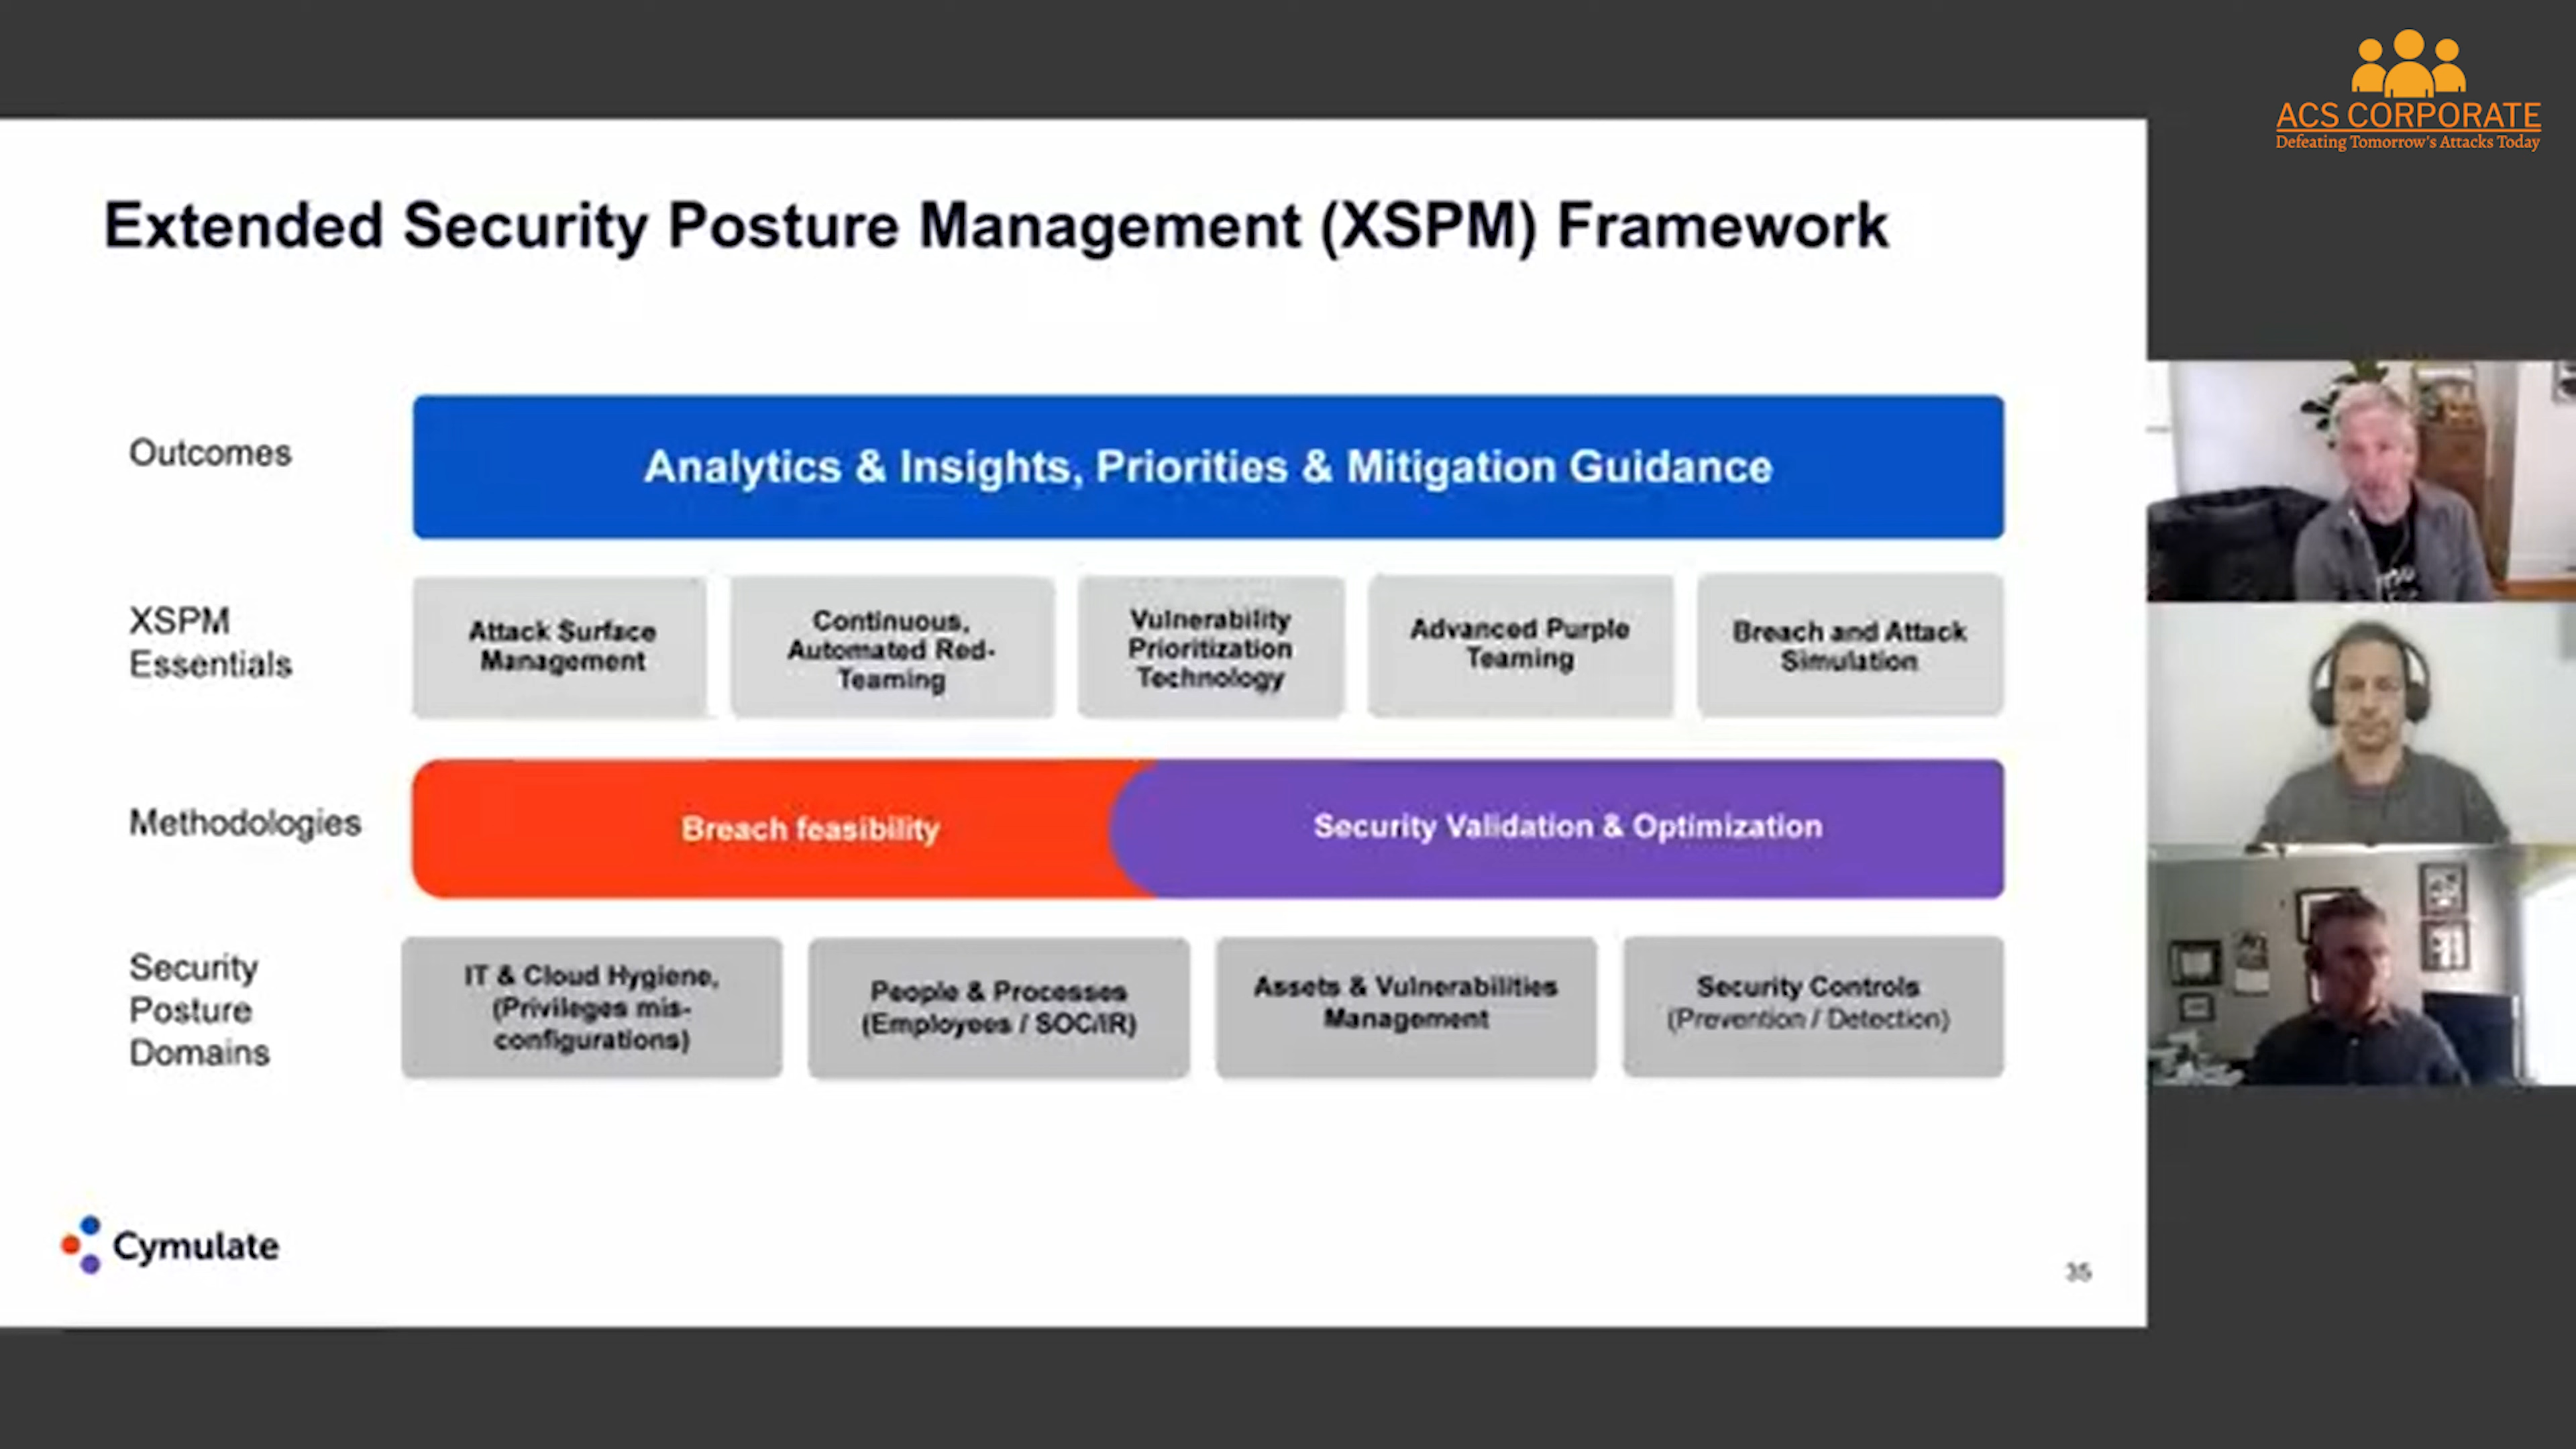 ACS CORPORATE
Defeating Tomorrow's Attacks Today
Extended Security Posture Management (XSPM) Framework
Outcomes
Analytics & Insights, Priorities & Mitigation Guidance
XSPM
Essentials
Attack Surface
Management
Continuous,
Automated Red-
Teaming
Vulnerability
Prioritization
Technology
Advanced Purple
Teaming
Breach and Attack
Simulation
Methodologies
Breach feasibility
Security Validation & Optimization
Security
Posture
Domains
IT & Cloud Hygiene,
(Privileges mis-
configurations)
People & Processes
(Employees / SOC/IR)
Assets & Vulnerabilities
Management
Security Controls
(Prevention / Detection)
Cymulate
35